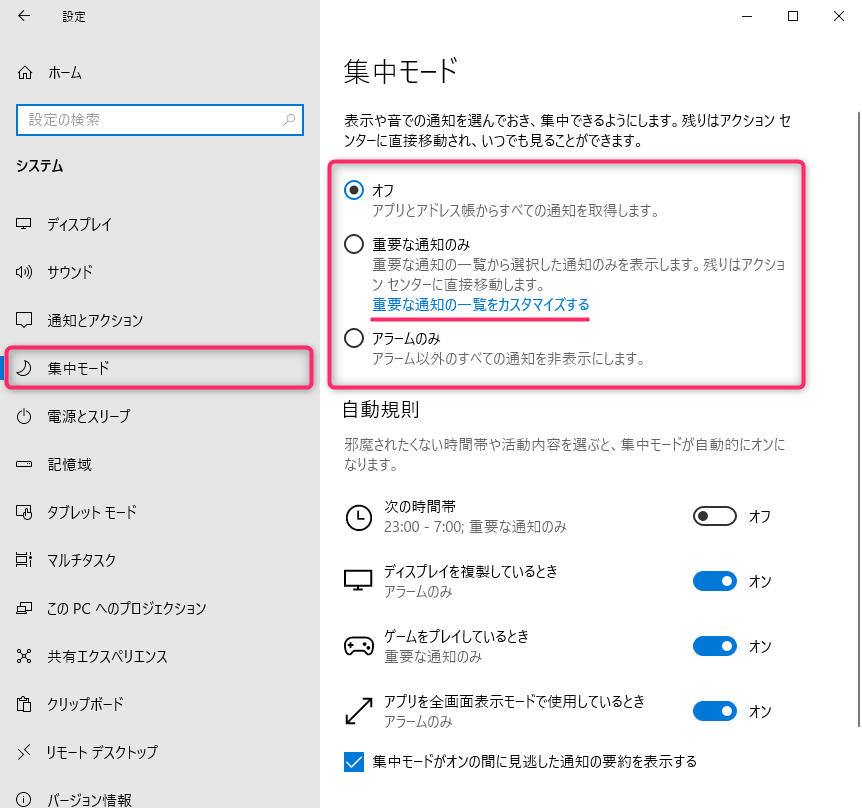 設定
ホーム
設定の検索
システム
ディスプレイ
サウンド
通知とアクション
集中モード
電源とスリープ
記憶域
タブレット モード
マルチタスク
この PC へのプロジェクション
共有エクスペリエンス
クリップボード
リモート デスクトップ
バージョン情報
集中モード
表示や音での通知を選んでおき、集中できるようにします。残りはアクション セ
ンターに直接移動され、いつでも見ることができます。
オフ
アプリとアドレス帳からすべての通知を取得します。
重要な通知のみ
重要な通知の一覧から選択した通知のみを表示します。残りはアクショ
ン センターに直接移動します。
重要な通知の一覧をカスタマイズする
アラームのみ
アラーム以外のすべての通知を非表示にします。
自動規則
邪魔されたくない時間帯や活動内容を選ぶと、集中モードが自動的にオンに
なります。
次の時間帯
23:00 - 7:00; 重要な通知のみ
オフ
ディスプレイを複製しているとき
アラームのみ
オン
ゲームをプレイしているとき
重要な通知のみ
オン
アプリを全画面表示モードで使用しているとき
アラームのみ
オン
集中モードがオンの間に見逃した通知の要約を表示する